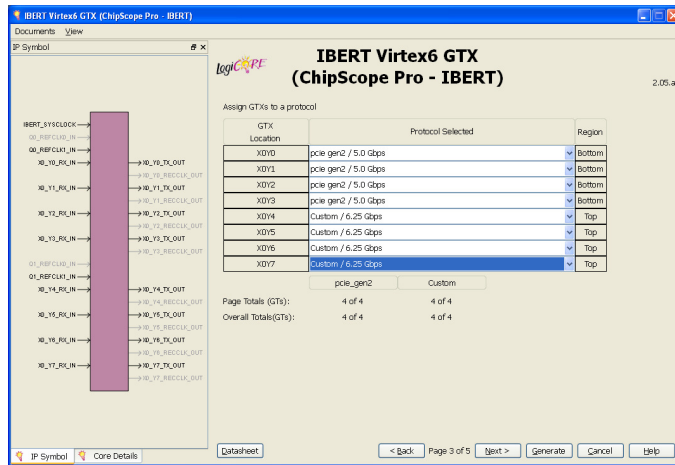 IBERT Virtex6 GTX (ChipScope Pro - IBERT)
Documents View
IP Symbol
IBERT_SYSCLOCK
Q0_REFCLK0_IN
Q0_REFCLK1_IN
X0_Y0_RX_IN
X0_Y0_TX_OUT
X0_Y0_RECCLK_OUT
X0_Y1_RX_IN
X0_Y1_TX_OUT
X0_Y1_RECCLK_OUT
X0_Y2_RX_IN
X0_Y2_TX_OUT
X0_Y2_RECCLK_OUT
X0_Y3_RX_IN
X0_Y3_TX_OUT
X0_Y3_RECCLK_OUT
Q1_REFCLK0_IN
Q1_REFCLK1_IN
X0_Y4_RX_IN
X0_Y4_TX_OUT
X0_Y4_RECCLK_OUT
X0_Y5_RX_IN
X0_Y5_TX_OUT
X0_Y5_RECCLK_OUT
X0_Y6_RX_IN
X0_Y6_TX_OUT
X0_Y6_RECCLK_OUT
X0_Y7_RX_IN
X0_Y7_TX_OUT
X0_Y7_RECCLK_OUT
IP Symbol Core Details
LogiCORE
IBERT Virtex6 GTX
(ChipScope Pro - IBERT)
2.05.a
Assign GTXs to a protocol
GTX Location Protocol Selected Region
X0Y0 pcie gen2 / 5.0 Gbps Bottom
X0Y1 pcie gen2 / 5.0 Gbps Bottom
X0Y2 pcie gen2 / 5.0 Gbps Bottom
X0Y3 pcie gen2 / 5.0 Gbps Bottom
X0Y4 Custom / 6.25 Gbps Top
X0Y5 Custom / 6.25 Gbps Top
X0Y6 Custom / 6.25 Gbps Top
X0Y7 Custom / 6.25 Gbps Top
pcie_gen2 Custom
Page Totals (GTs): 4 of 4 4 of 4
Overall Totals(GTs): 4 of 4 4 of 4
Datasheet < Back Page 3 of 5 Next > Generate Cancel Help